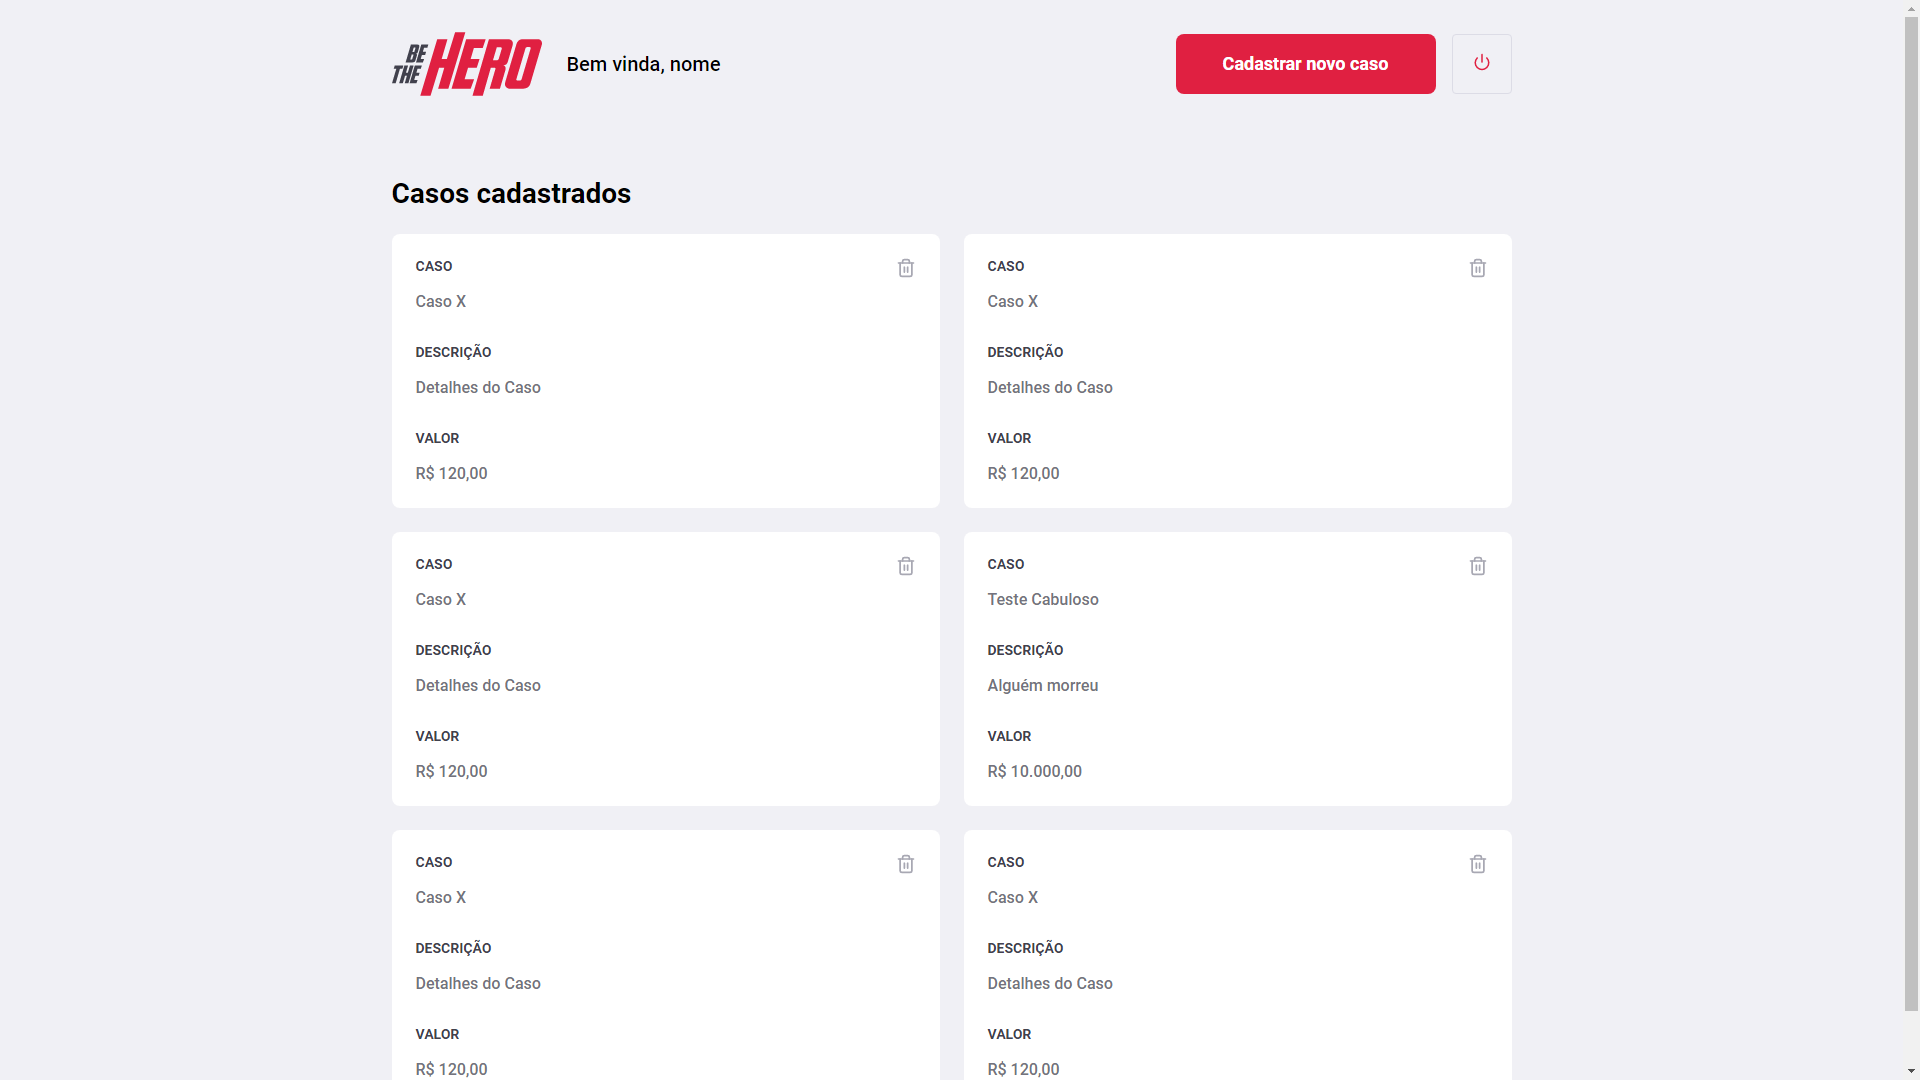 BE THE HERO
Bem vinda, nome
Cadastrar novo caso
Casos cadastrados
CASO
Caso X
DESCRIÇÃO
Detalhes do Caso
VALOR
R$ 120,00
CASO
Caso X
DESCRIÇÃO
Detalhes do Caso
VALOR
R$ 120,00
CASO
Caso X
DESCRIÇÃO
Detalhes do Caso
VALOR
R$ 120,00
CASO
Teste Cabuloso
DESCRIÇÃO
Alguém morreu
VALOR
R$ 10.000,00
CASO
Caso X
DESCRIÇÃO
Detalhes do Caso
VALOR
R$ 120,00
CASO
Caso X
DESCRIÇÃO
Detalhes do Caso
VALOR
R$ 120,00